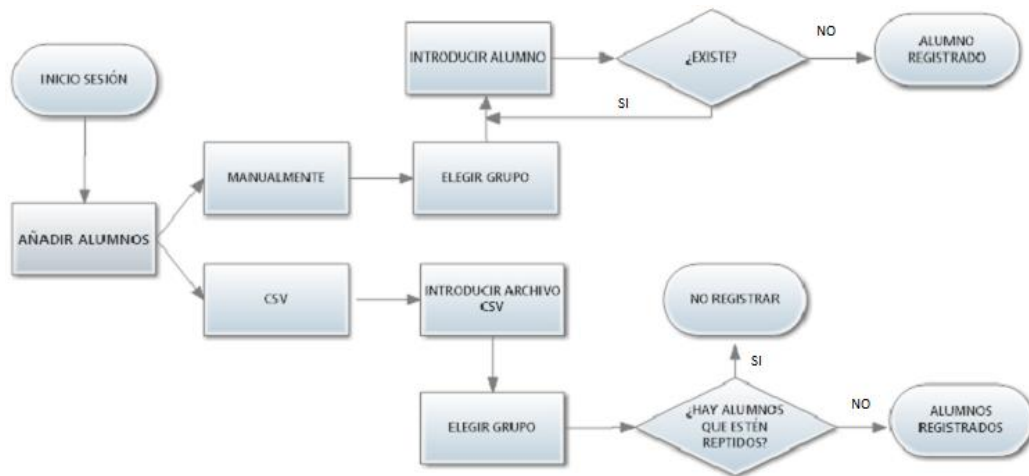 INICIO SESIÓN
AÑADIR ALUMNOS
MANUALMENTE
ELEGIR GRUPO
INTRODUCIR ALUMNO
¿EXISTE?
SI
NO
ALUMNO
REGISTRADO
CSV
INTRODUCIR ARCHIVO
CSV
ELEGIR GRUPO
¿HAY ALUMNOS
QUE ESTÉN
REPTIDOS?
SI
NO REGISTRAR
NO
ALUMNOS
REGISTRADOS